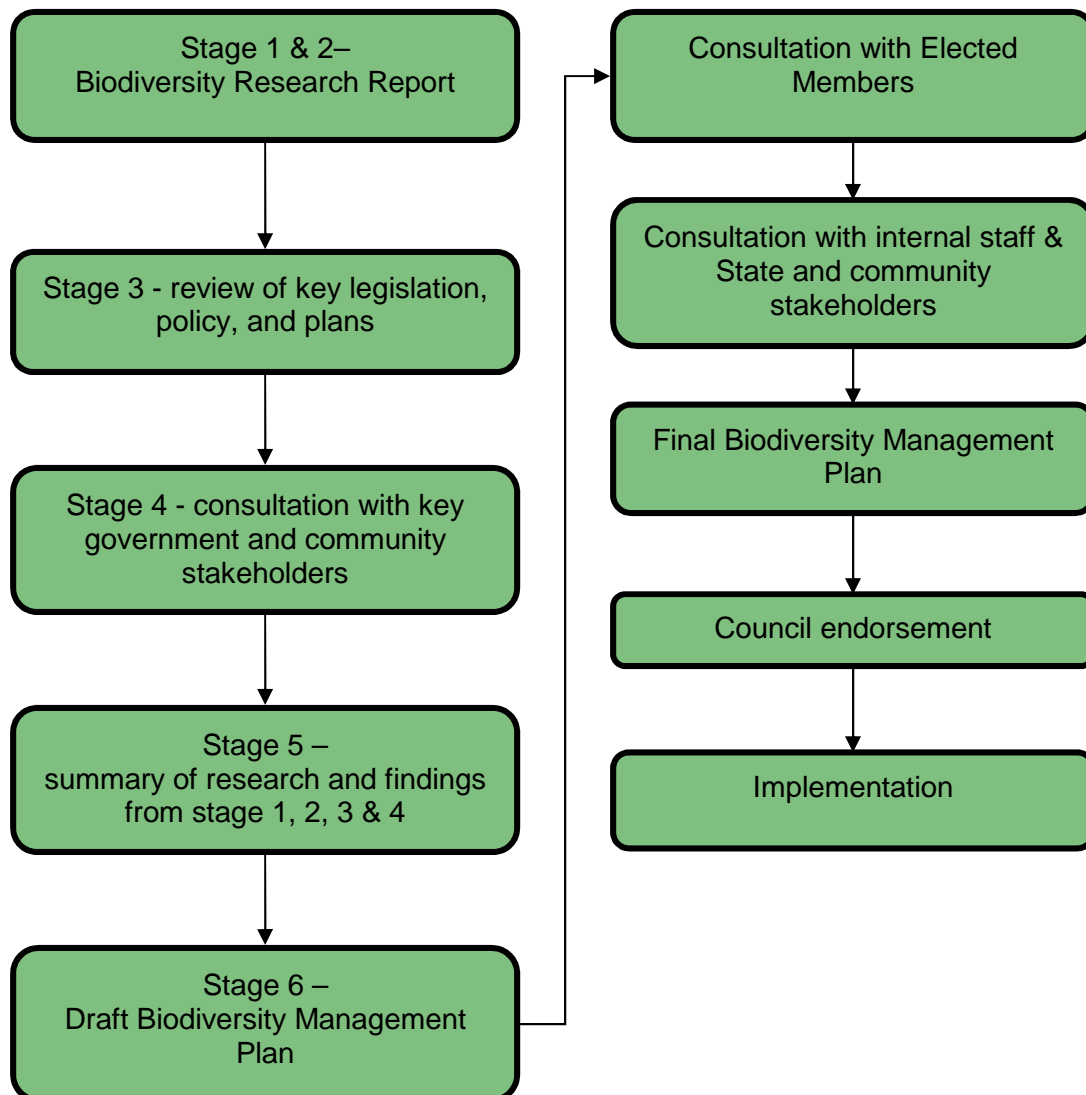 Stage 1 & 2–
Biodiversity Research Report
Stage 3 - review of key legislation,
policy, and plans
Stage 4 - consultation with key
government and community
stakeholders
Stage 5 –
summary of research and findings
from stage 1, 2, 3 & 4
Stage 6 –
Draft Biodiversity Management
Plan
Consultation with Elected
Members
Consultation with internal staff &
State and community
stakeholders
Final Biodiversity Management
Plan
Council endorsement
Implementation